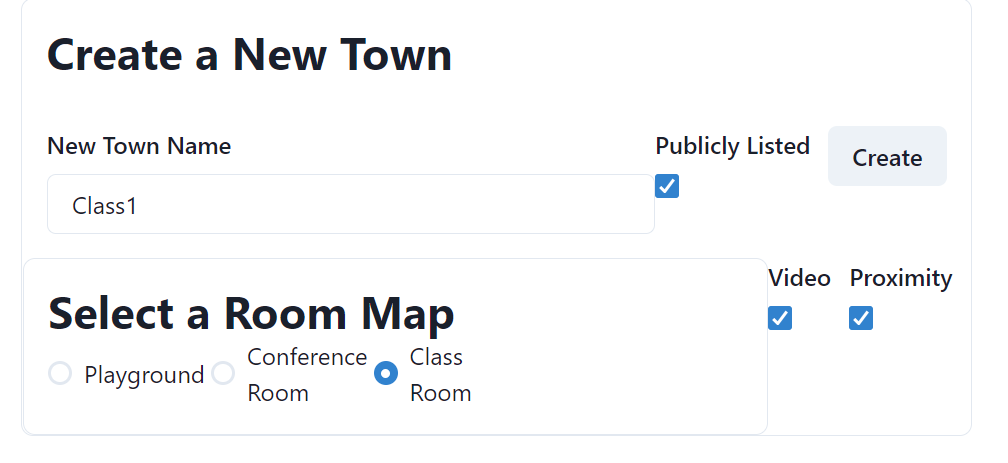 Create a New Town
New Town Name
Publicly Listed
Create
Class1
Select a Room Map
Video
Proximity
Playground
Conference
Room
Class
Room